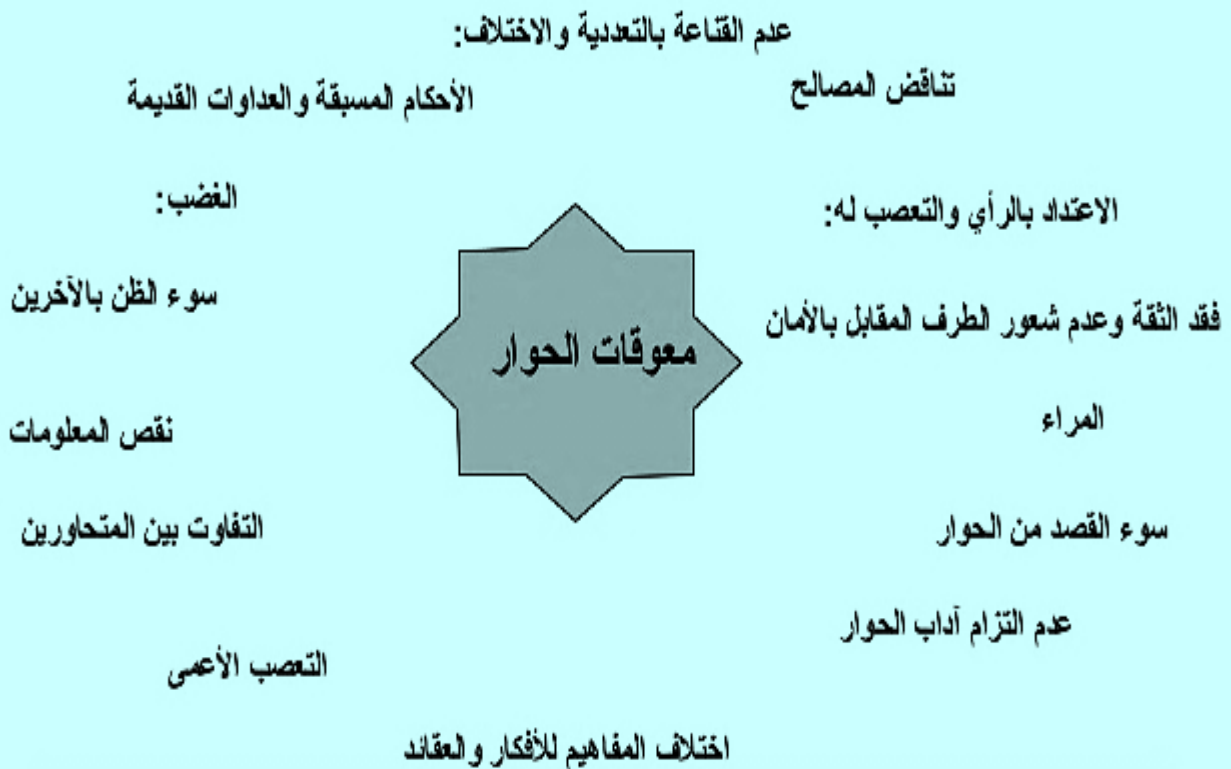 عدم القناعة بالتعددية والاختلاف:
تناقض المصالح
الأحكام المسبقة والعداوات القديمة
الاعتداد بالرأي والتعصب له:
الغضب:
فقد الثقة وعدم شعور الطرف المقابل بالأمان
سوء الظن بالآخرين
معوقات الحوار
المراء
نقص المعلومات
سوء القصد من الحوار
التفاوت بين المتحاورين
عدم التزام آداب الحوار
التعصب الأعمى
اختلاف المفاهيم للأفكار والعقائد